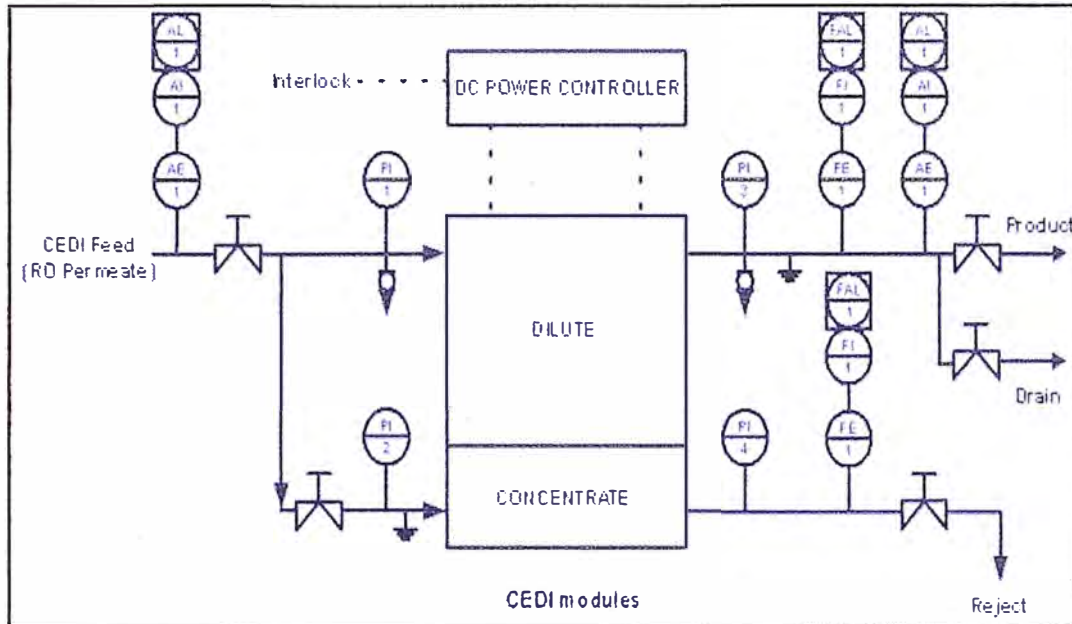 AL
1
AI
1
AE
1
CEDI Feed
(RO Permeate)
Interlock
DC POWER CONTROLLER
PI
1
PI
2
DILUTE
CONCENTRATE
PI
PI
4
FAL
1
FI
1
FE
1
AL
1
AI
1
AE
1
Product
FAL
1
FI
1
FE
1
Drain
Reject
CEDI modules